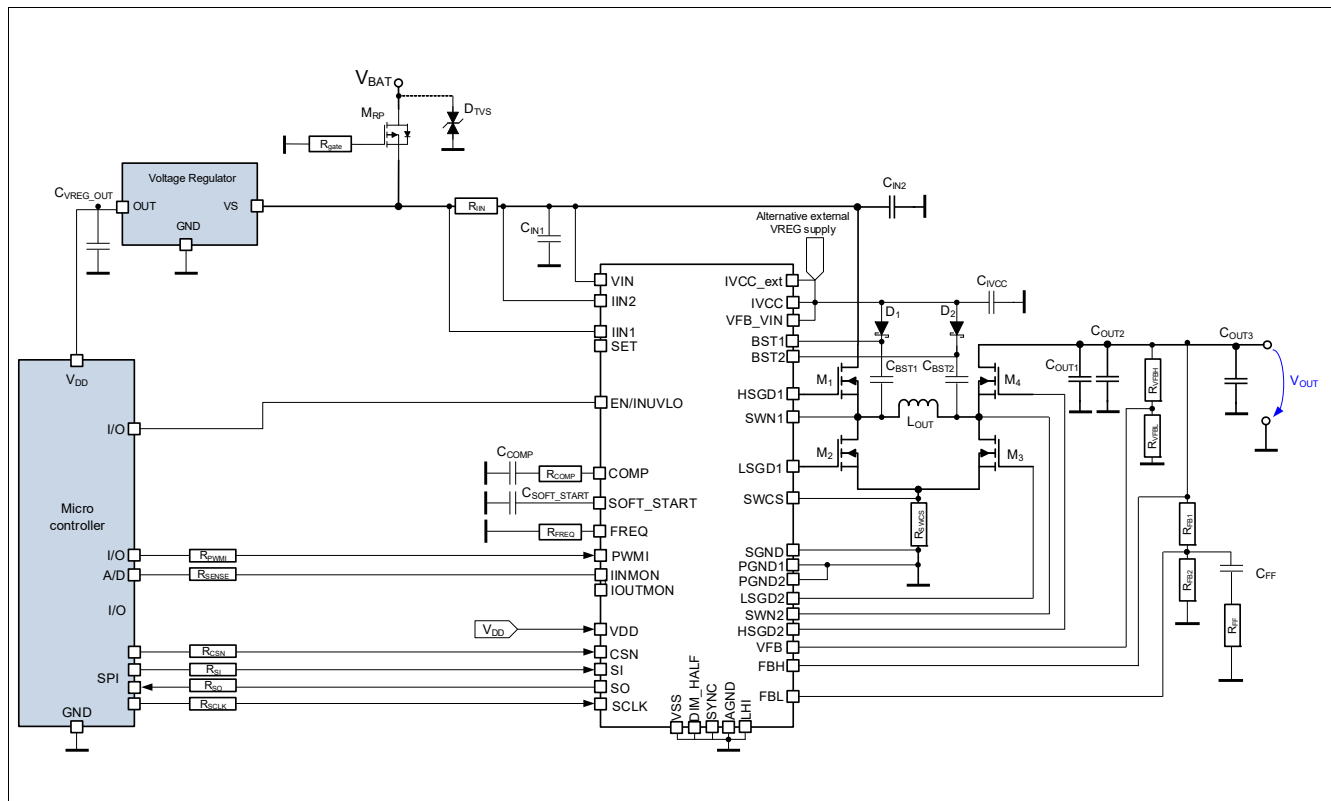 VBAT
MRP
DTVS
Rgate
Voltage Regulator
OUT
VS
GND
CVREG_OUT
RIIN
CIN1
CIN2
Alternative external
VREG supply
VIN
IIN2
IIN1
SET
EN/INUVLO
COMP
SOFT_START
FREQ
PWMI
IINMON
IOUTMON
VDD
CSN
SI
SO
SCLK
VSS
DIM_HALF
SYNC
AGND
LHI
IVCC_ext
IVCC
VFB_VIN
BST1
BST2
HSGD1
SWN1
LSGD1
SWCS
SGND
PGND1
PGND2
LSGD2
SWN2
HSGD2
VFB
FBH
FBL
CIVCC
D1
D2
CBST1
CBST2
M1
M4
LOUT
M2
M3
RSWCS
COUT1
COUT2
COUT3
RVFBH
RVFBL
VOUT
RFB1
RFB2
CFF
RFF
CCOMP
RCOMP
CSOFT_START
RFREQ
VDD
I/O
Micro
controller
I/O
A/D
I/O
SPI
GND
RPWMI
RSENSE
VDD
RCSN
RSI
RSO
RSCLK